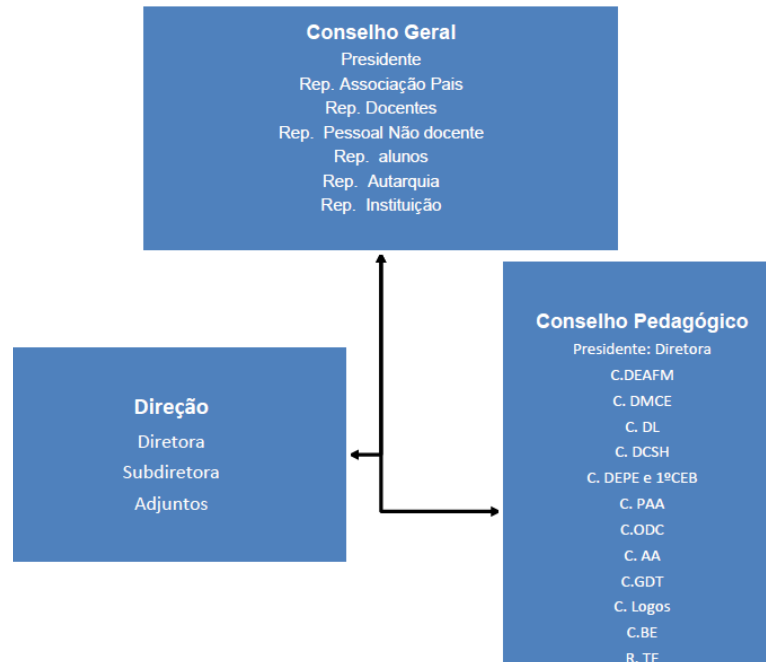 Conselho Geral
Presidente
Rep. Associação Pais
Rep. Docentes
Rep. Pessoal Não docente
Rep. alunos
Rep. Autarquia
Rep. Instituição
Direção
Diretora
Subdiretora
Adjuntos
Conselho Pedagógico
Presidente: Diretora
C.DEAFM
C. DMCE
C. DL
C. DCSH
C. DEPE e 1ºCEB
C. PAA
C.ODC
C. AA
C.GDT
C. Logos
C.BE
R. TE